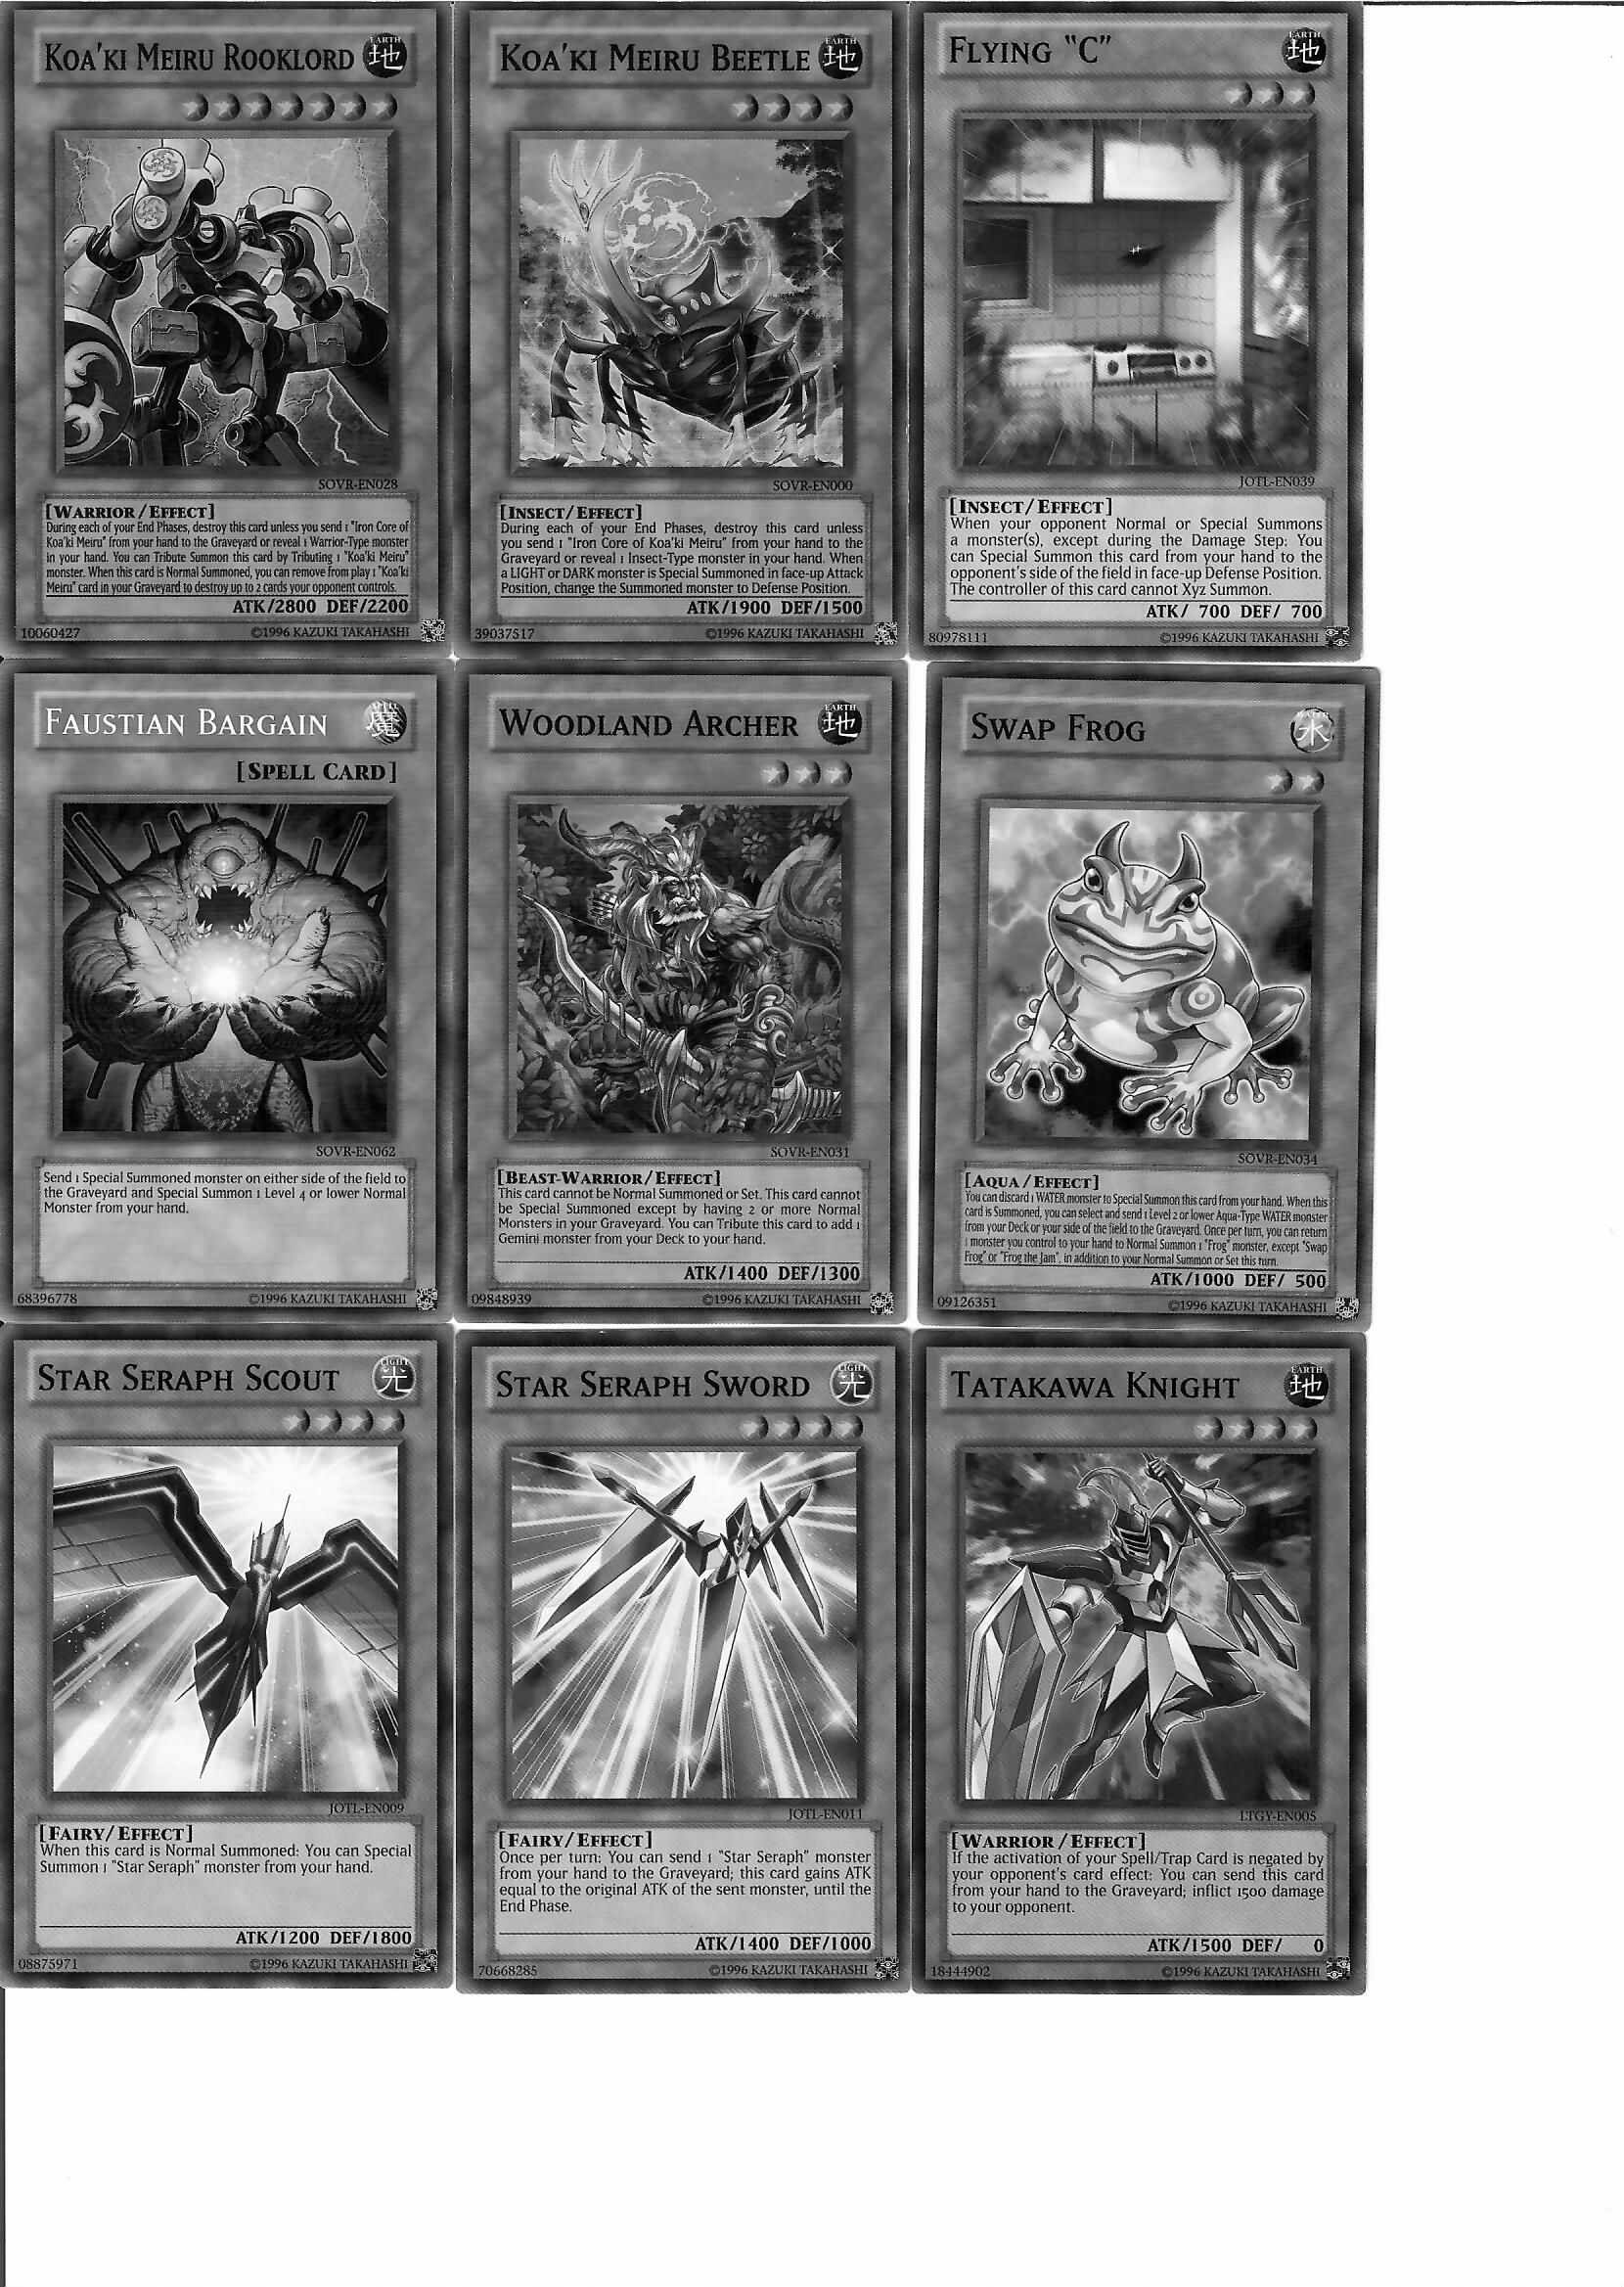 KOA'KI MEIRU ROOKLORD
EARTH
地
SOVR-EN028
[WARRIOR/EFFECT]
During each of your End Phases, destroy this card unless you send 1 "Iron Core of
Koa'ki Meiru" from your hand to the Graveyard or reveal 1 Warrior-Type monster
in your hand. You can Tribute Summon this card by Tributing 1 "Koa'ki Meiru"
monster. When this card is Normal Summoned, you can remove from play 1 "Koa'ki
Meiru" card in your Graveyard to destroy up to 2 cards your opponent controls.
ATK/2800 DEF/2200
10060427
©1996 KAZUKI TAKAHASHI
KOA'KI MEIRU BEETLE
EARTH
地
SOVR-EN000
[INSECT/EFFECT]
During each of your End Phases, destroy this card unless
you send 1 "Iron Core of Koa'ki Meiru" from your hand to the
Graveyard or reveal 1 Insect-Type monster in your hand. When
a LIGHT or DARK monster is Special Summoned in face-up Attack
Position, change the Summoned monster to Defense Position.
ATK/1900 DEF/1500
39037517
©1996 KAZUKI TAKAHASHI
FLYING "C"
EARTH
地
JOTL-EN039
[INSECT/EFFECT]
When your opponent Normal or Special Summons
a monster(s), except during the Damage Step: You
can Special Summon this card from your hand to the
opponent's side of the field in face-up Defense Position.
The controller of this card cannot Xyz Summon.
ATK/ 700 DEF/ 700
80978111
©1996 KAZUKI TAKAHASHI
FAUSTIAN BARGAIN
SPELL
魔
[SPELL CARD]
SOVR-EN062
Send 1 Special Summoned monster on either side of the field to
the Graveyard and Special Summon 1 Level 4 or lower Normal
Monster from your hand.
68396778
©1996 KAZUKI TAKAHASHI
WOODLAND ARCHER
EARTH
地
SOVR-EN031
[BEAST-WARRIOR/EFFECT]
This card cannot be Normal Summoned or Set. This card cannot
be Special Summoned except by having 2 or more Normal
Monsters in your Graveyard. You can Tribute this card to add 1
Gemini monster from your Deck to your hand.
ATK/1400 DEF/1300
09848939
©1996 KAZUKI TAKAHASHI
SWAP FROG
WATER
水
SOVR-EN034
[AQUA/EFFECT]
You can discard 1 WATER monster to Special Summon this card from your hand. When this
card is Summoned, you can select and send 1 Level 2 or lower Aqua-Type WATER monster
from your Deck or your side of the field to the Graveyard. Once per turn, you can return
1 monster you control to your hand to Normal Summon 1 "Frog" monster, except "Swap
Frog" or "Frog the Jam", in addition to your Normal Summon or Set this turn.
ATK/1000 DEF/ 500
09126351
©1996 KAZUKI TAKAHASHI
STAR SERAPH SCOUT
LIGHT
光
JOTL-EN009
[FAIRY/EFFECT]
When this card is Normal Summoned: You can Special
Summon 1 "Star Seraph" monster from your hand.
ATK/1200 DEF/1800
08875971
©1996 KAZUKI TAKAHASHI
STAR SERAPH SWORD
LIGHT
光
JOTL-EN011
[FAIRY/EFFECT]
Once per turn: You can send 1 "Star Seraph" monster
from your hand to the Graveyard; this card gains ATK
equal to the original ATK of the sent monster, until the
End Phase.
ATK/1400 DEF/1000
70668285
©1996 KAZUKI TAKAHASHI
TATAKAWA KNIGHT
EARTH
地
LTGY-EN005
[WARRIOR/EFFECT]
If the activation of your Spell/Trap Card is negated by
your opponent's card effect: You can send this card
from your hand to the Graveyard; inflict 1500 damage
to your opponent.
ATK/1500 DEF/ 0
18444902
©1996 KAZUKI TAKAHASHI